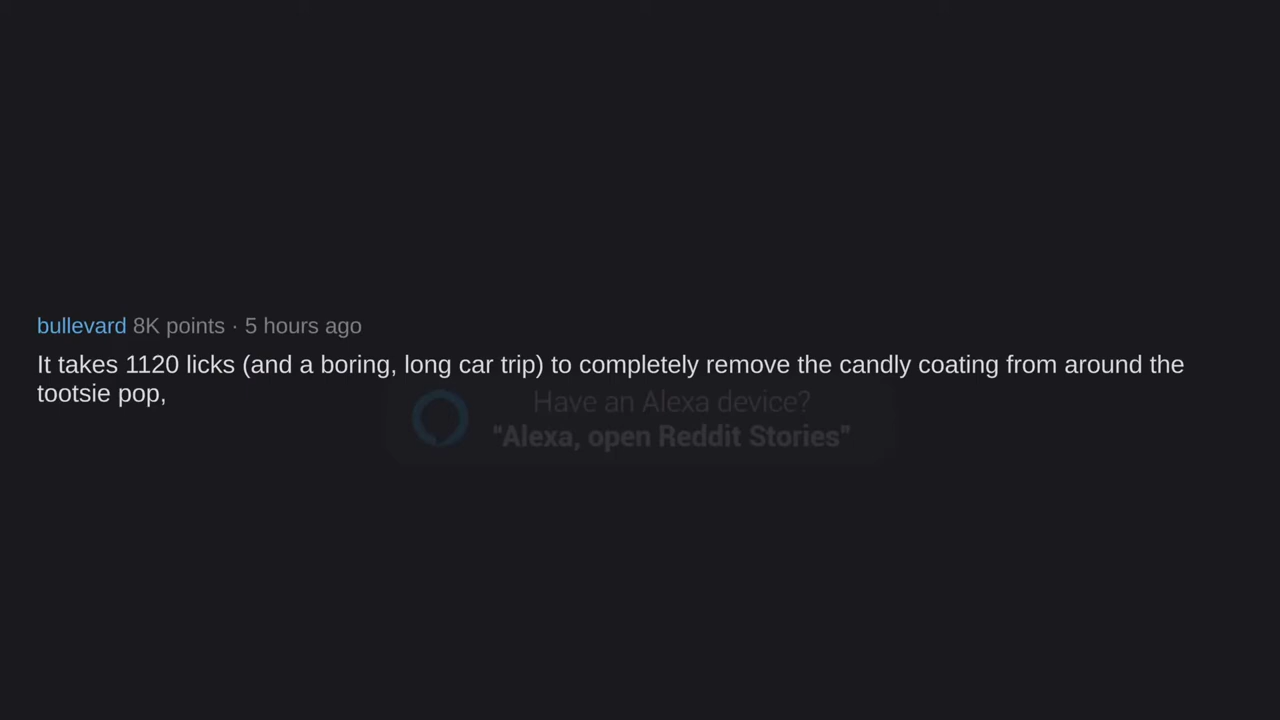 bullevard 8K points · 5 hours ago
It takes 1120 licks (and a boring, long car trip) to completely remove the candly coating from around the
tootsie pop,
Have an Alexa device?
"Alexa, open Reddit Stories"